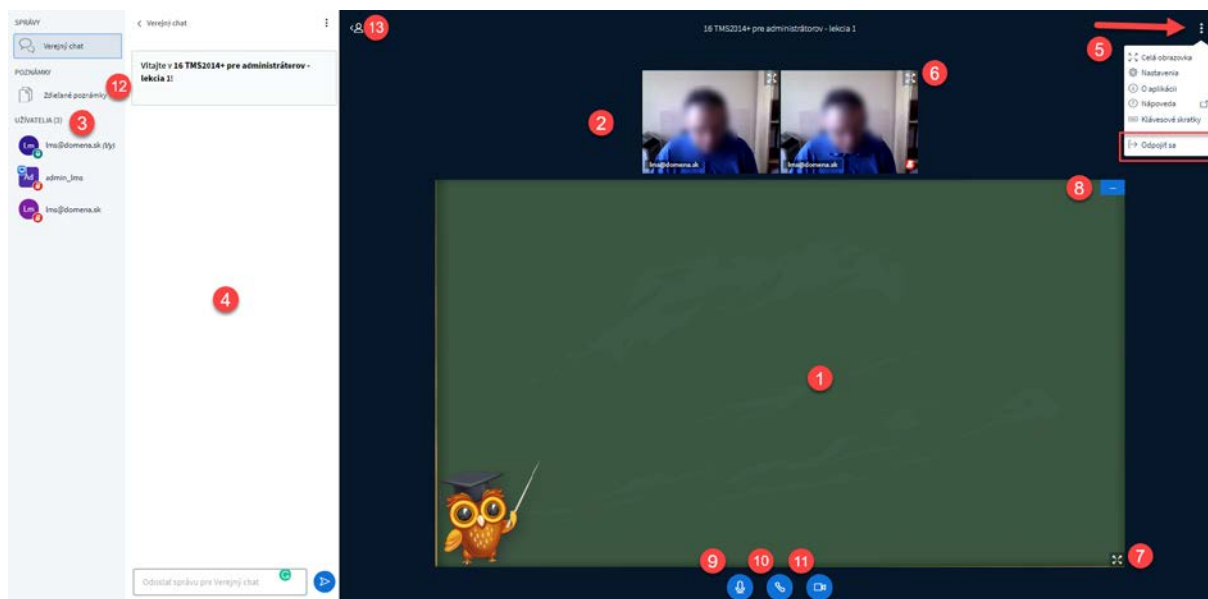 SPRÁVY
Verejný chat
POZNÁMKY
12
Zdieľané poznámky
UŽÍVATELIA (3)
3
Lm
lms@domena.sk (Vy)
Ad
admin_lms
Lm
lms@domena.sk
Verejný chat
Vitajte v 16 TMS2014+ pre administrátorov -
lekcia 1!
4
Odoslať správu pre Verejný chat
13
16 TMS2014+ pre administrátorov - lekcia 1
5
Celá obrazovka
Nastavenia
O aplikácii
Nápoveda
Klávesové skratky
Odpojiť sa
2
lms@domena.sk
lms@domena.sk
6
8
1
7
9
10
11